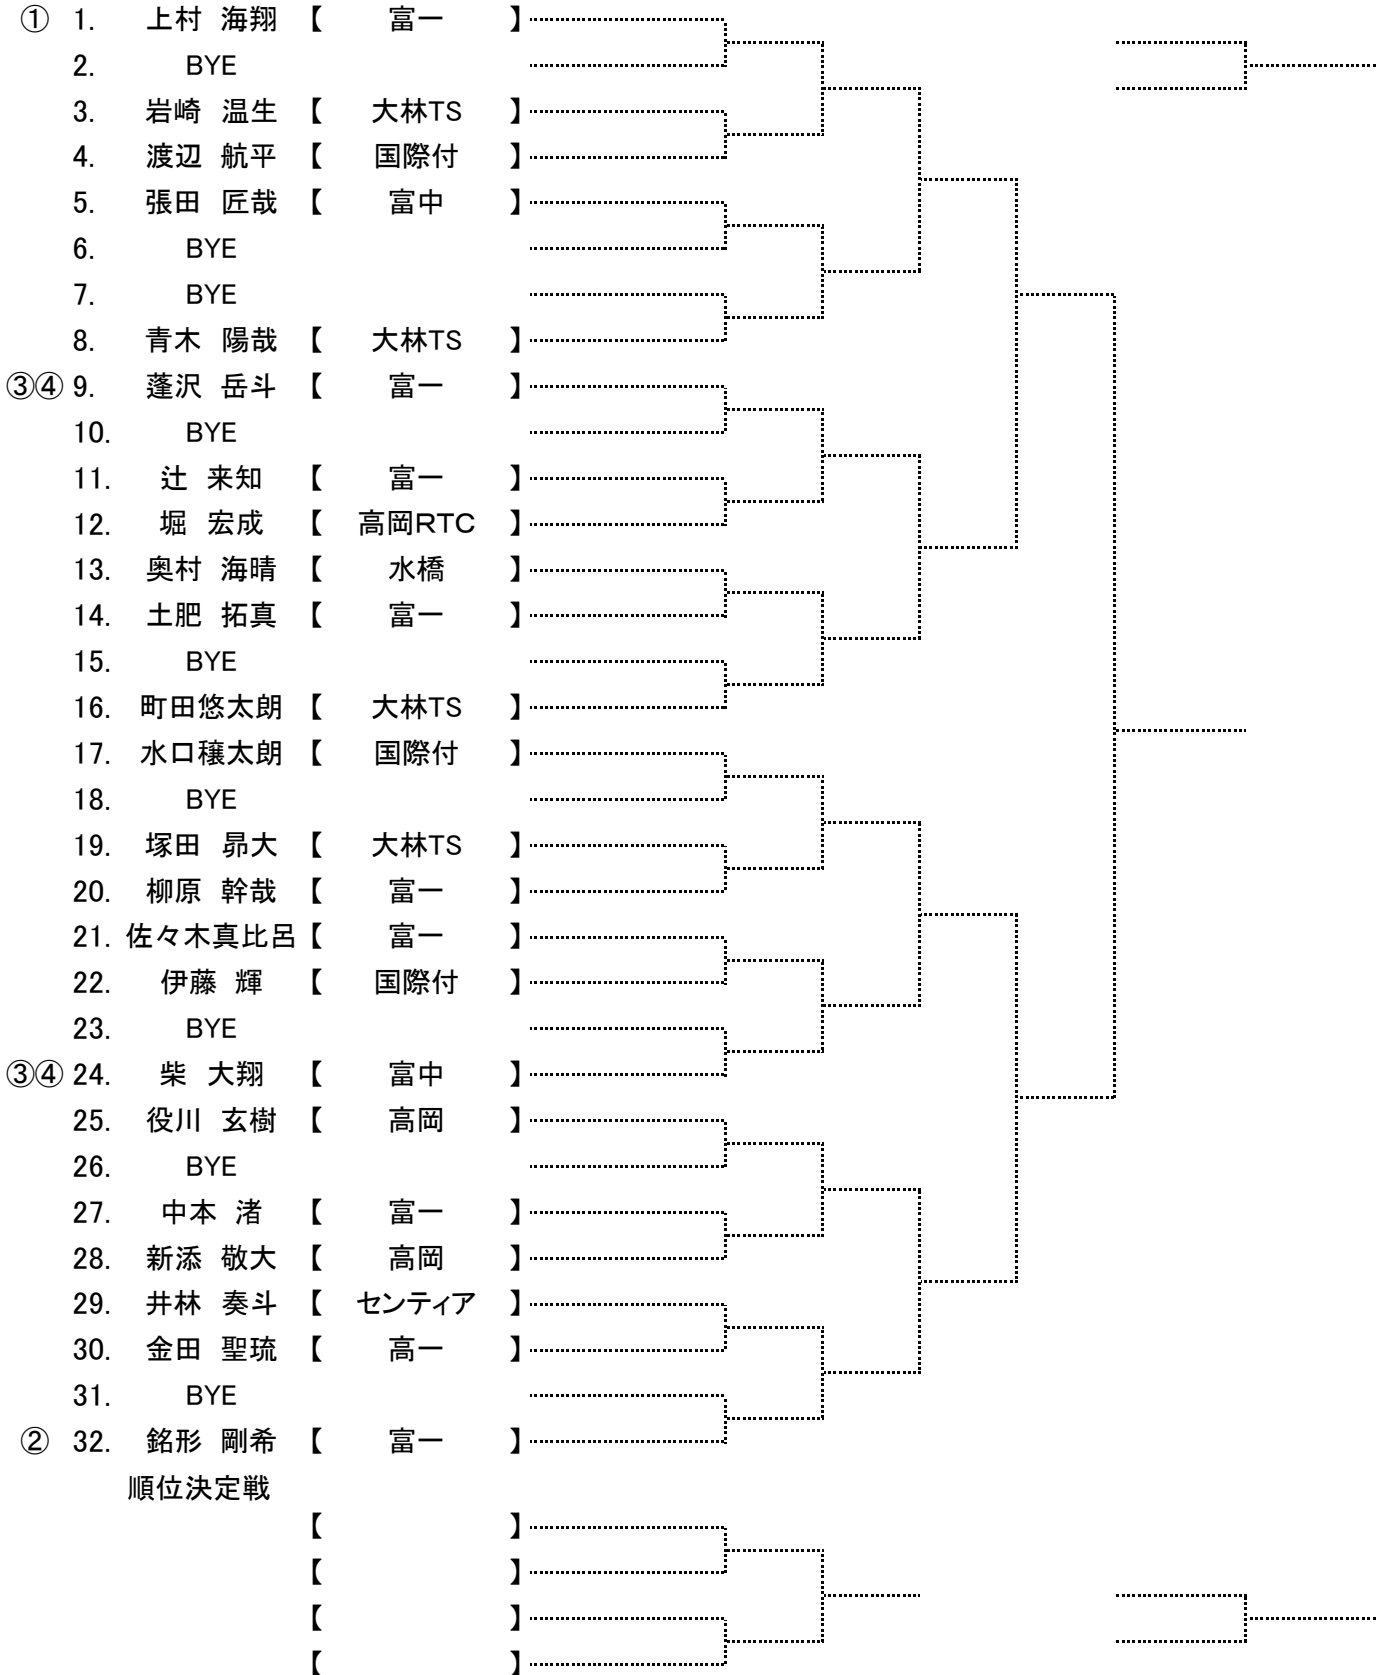 ① 1. 上村 海翔 【 富一 】
2. BYE
3. 岩崎 温生 【 大林TS 】
4. 渡辺 航平 【 国際付 】
5. 張田 匠哉 【 富中 】
6. BYE
7. BYE
8. 青木 陽哉 【 大林TS 】
③④ 9. 蓬沢 岳斗 【 富一 】
10. BYE
11. 辻 来知 【 富一 】
12. 堀 宏成 【 高岡RTC 】
13. 奥村 海晴 【 水橋 】
14. 土肥 拓真 【 富一 】
15. BYE
16. 町田悠太朗 【 大林TS 】
17. 水口穣太朗 【 国際付 】
18. BYE
19. 塚田 昴大 【 大林TS 】
20. 柳原 幹哉 【 富一 】
21. 佐々木真比呂 【 富一 】
22. 伊藤 輝 【 国際付 】
23. BYE
③④ 24. 柴 大翔 【 富中 】
25. 役川 玄樹 【 高岡 】
26. BYE
27. 中本 渚 【 富一 】
28. 新添 敬大 【 高岡 】
29. 井林 奏斗 【 センティア 】
30. 金田 聖琉 【 高一 】
31. BYE
② 32. 銘形 剛希 【 富一 】
順位決定戦
【 】
【 】
【 】
【 】